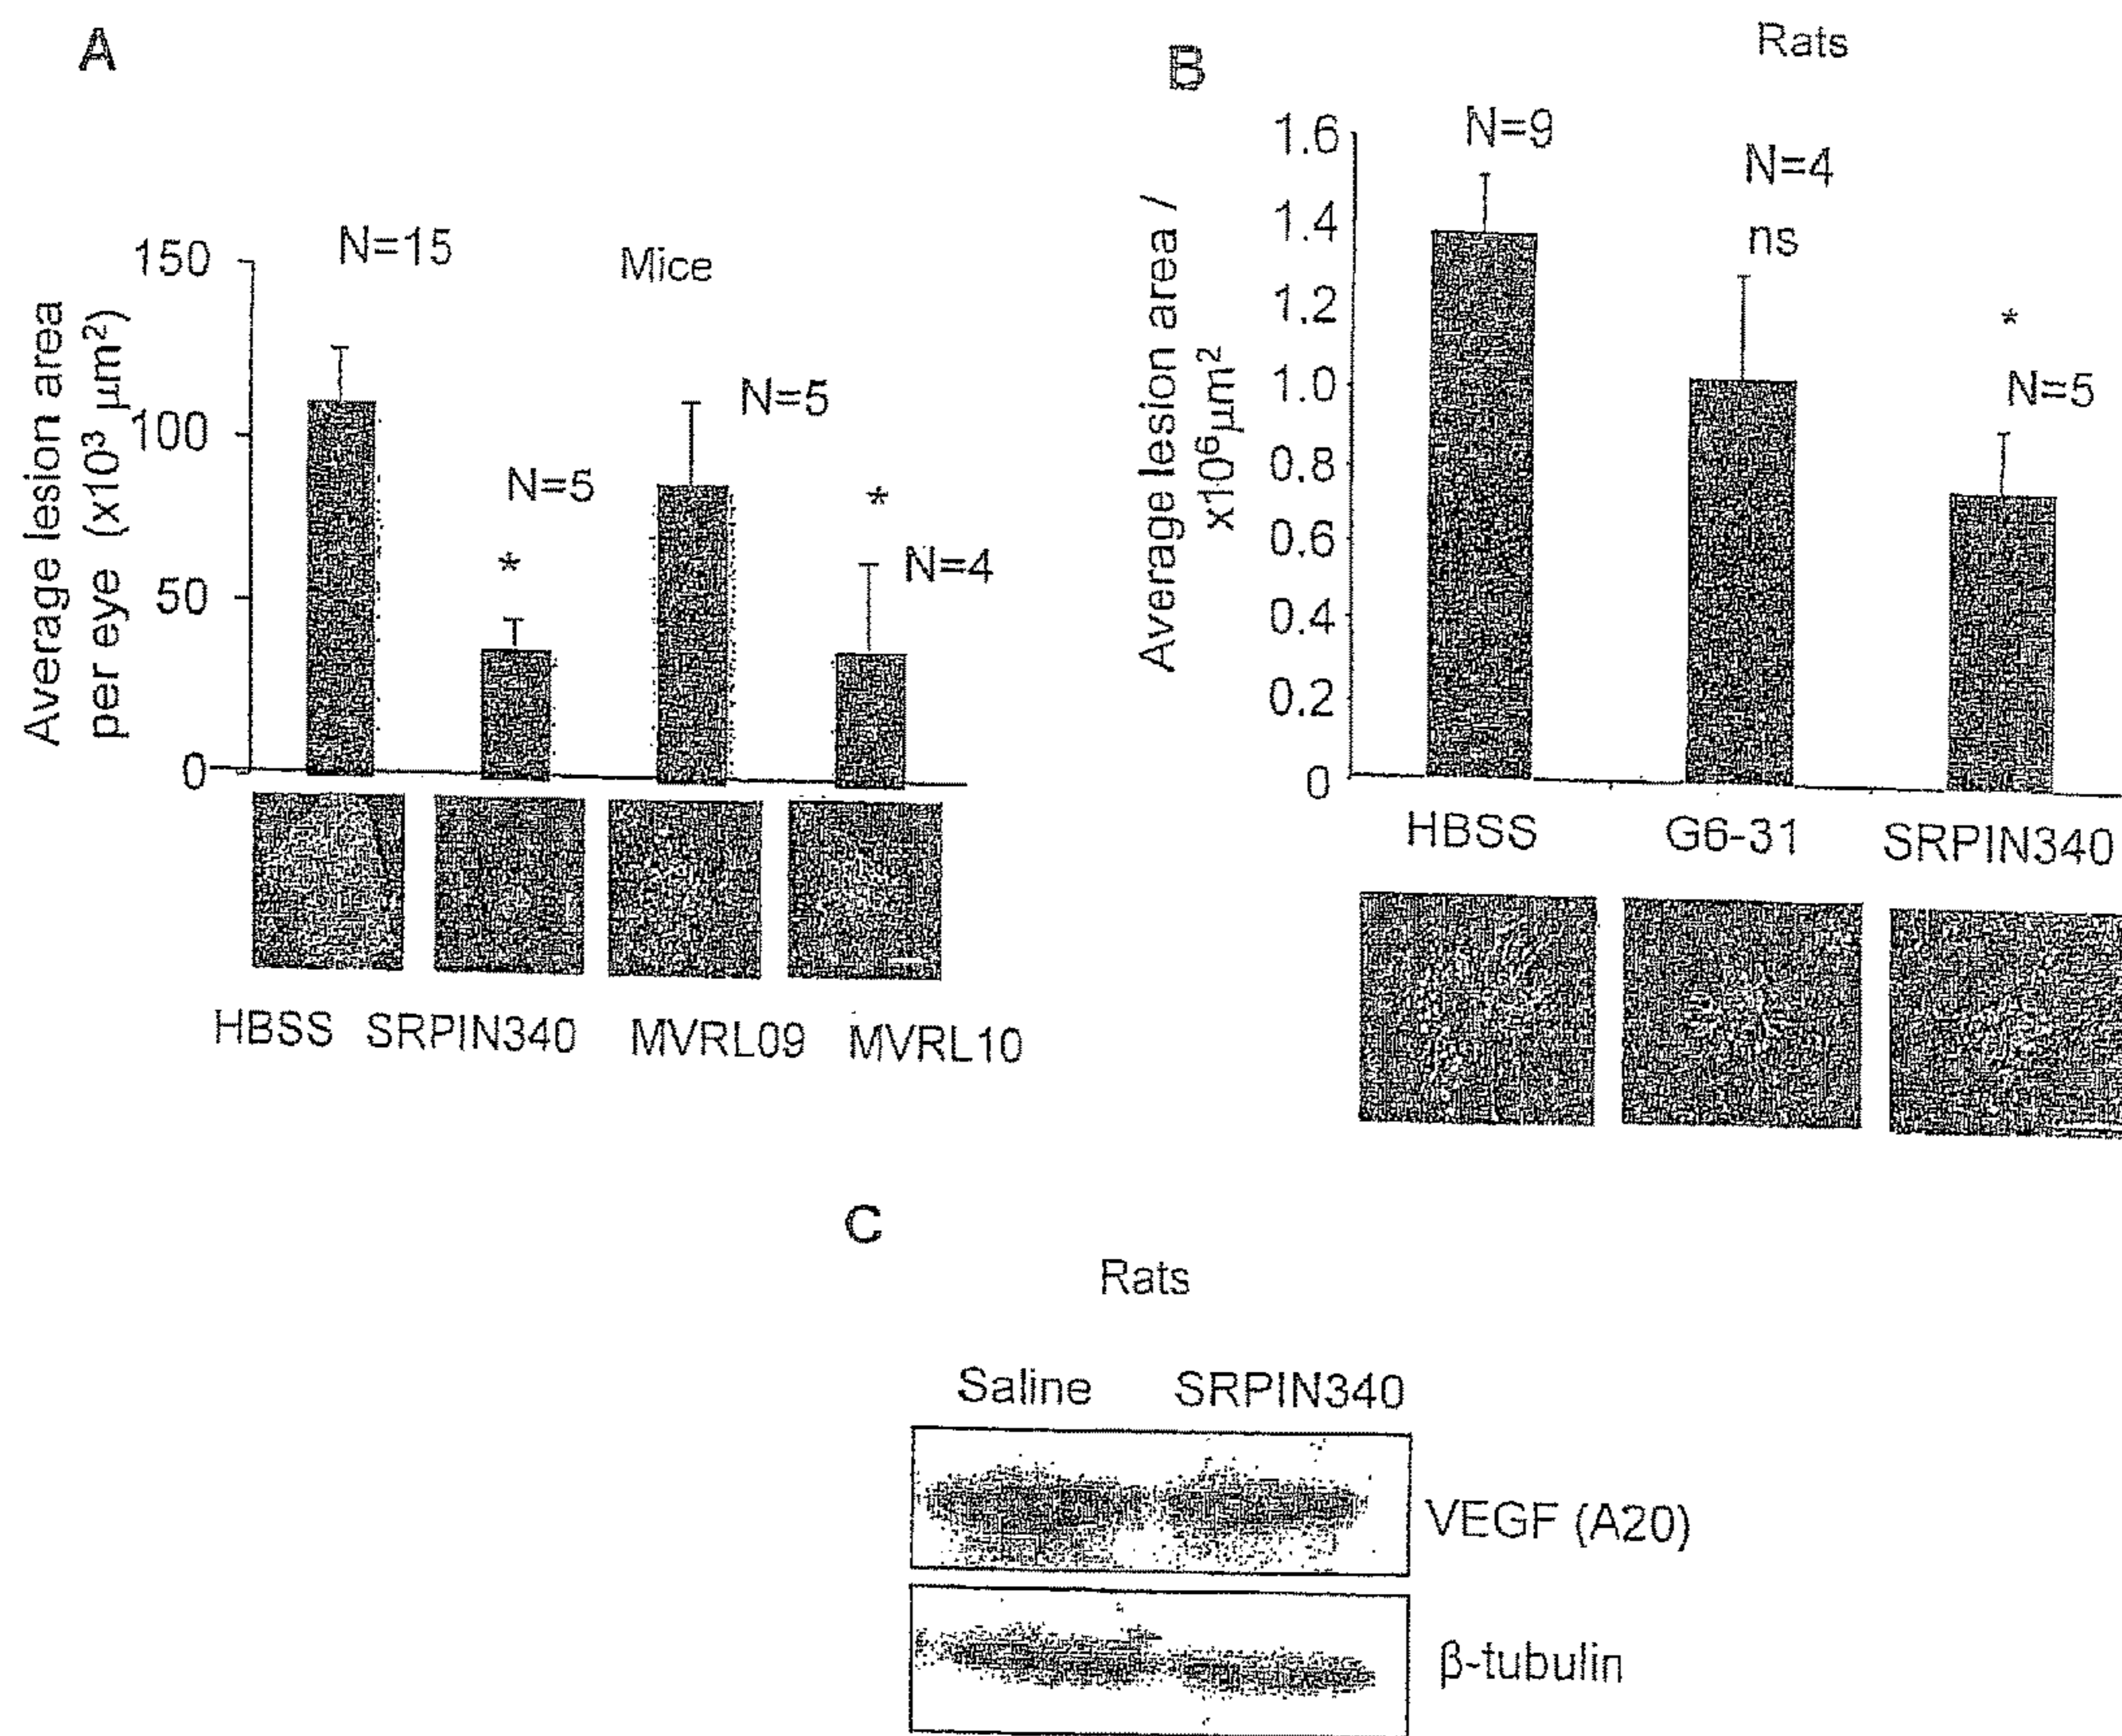 A
Mice
Average lesion area
per eye (x10³ μm²)
150
100
50
0
N=15
N=5
*
N=5
*
N=4
HBSS SRPIN340 MVRL09 MVRL10
B
Rats
Average lesion area /
x10⁶μm²
1.6
1.4
1.2
1.0
0.8
0.6
0.4
0.2
0
N=9
N=4
ns
*
N=5
HBSS G6-31 SRPIN340
C
Rats
Saline SRPIN340
VEGF (A20)
β-tubulin